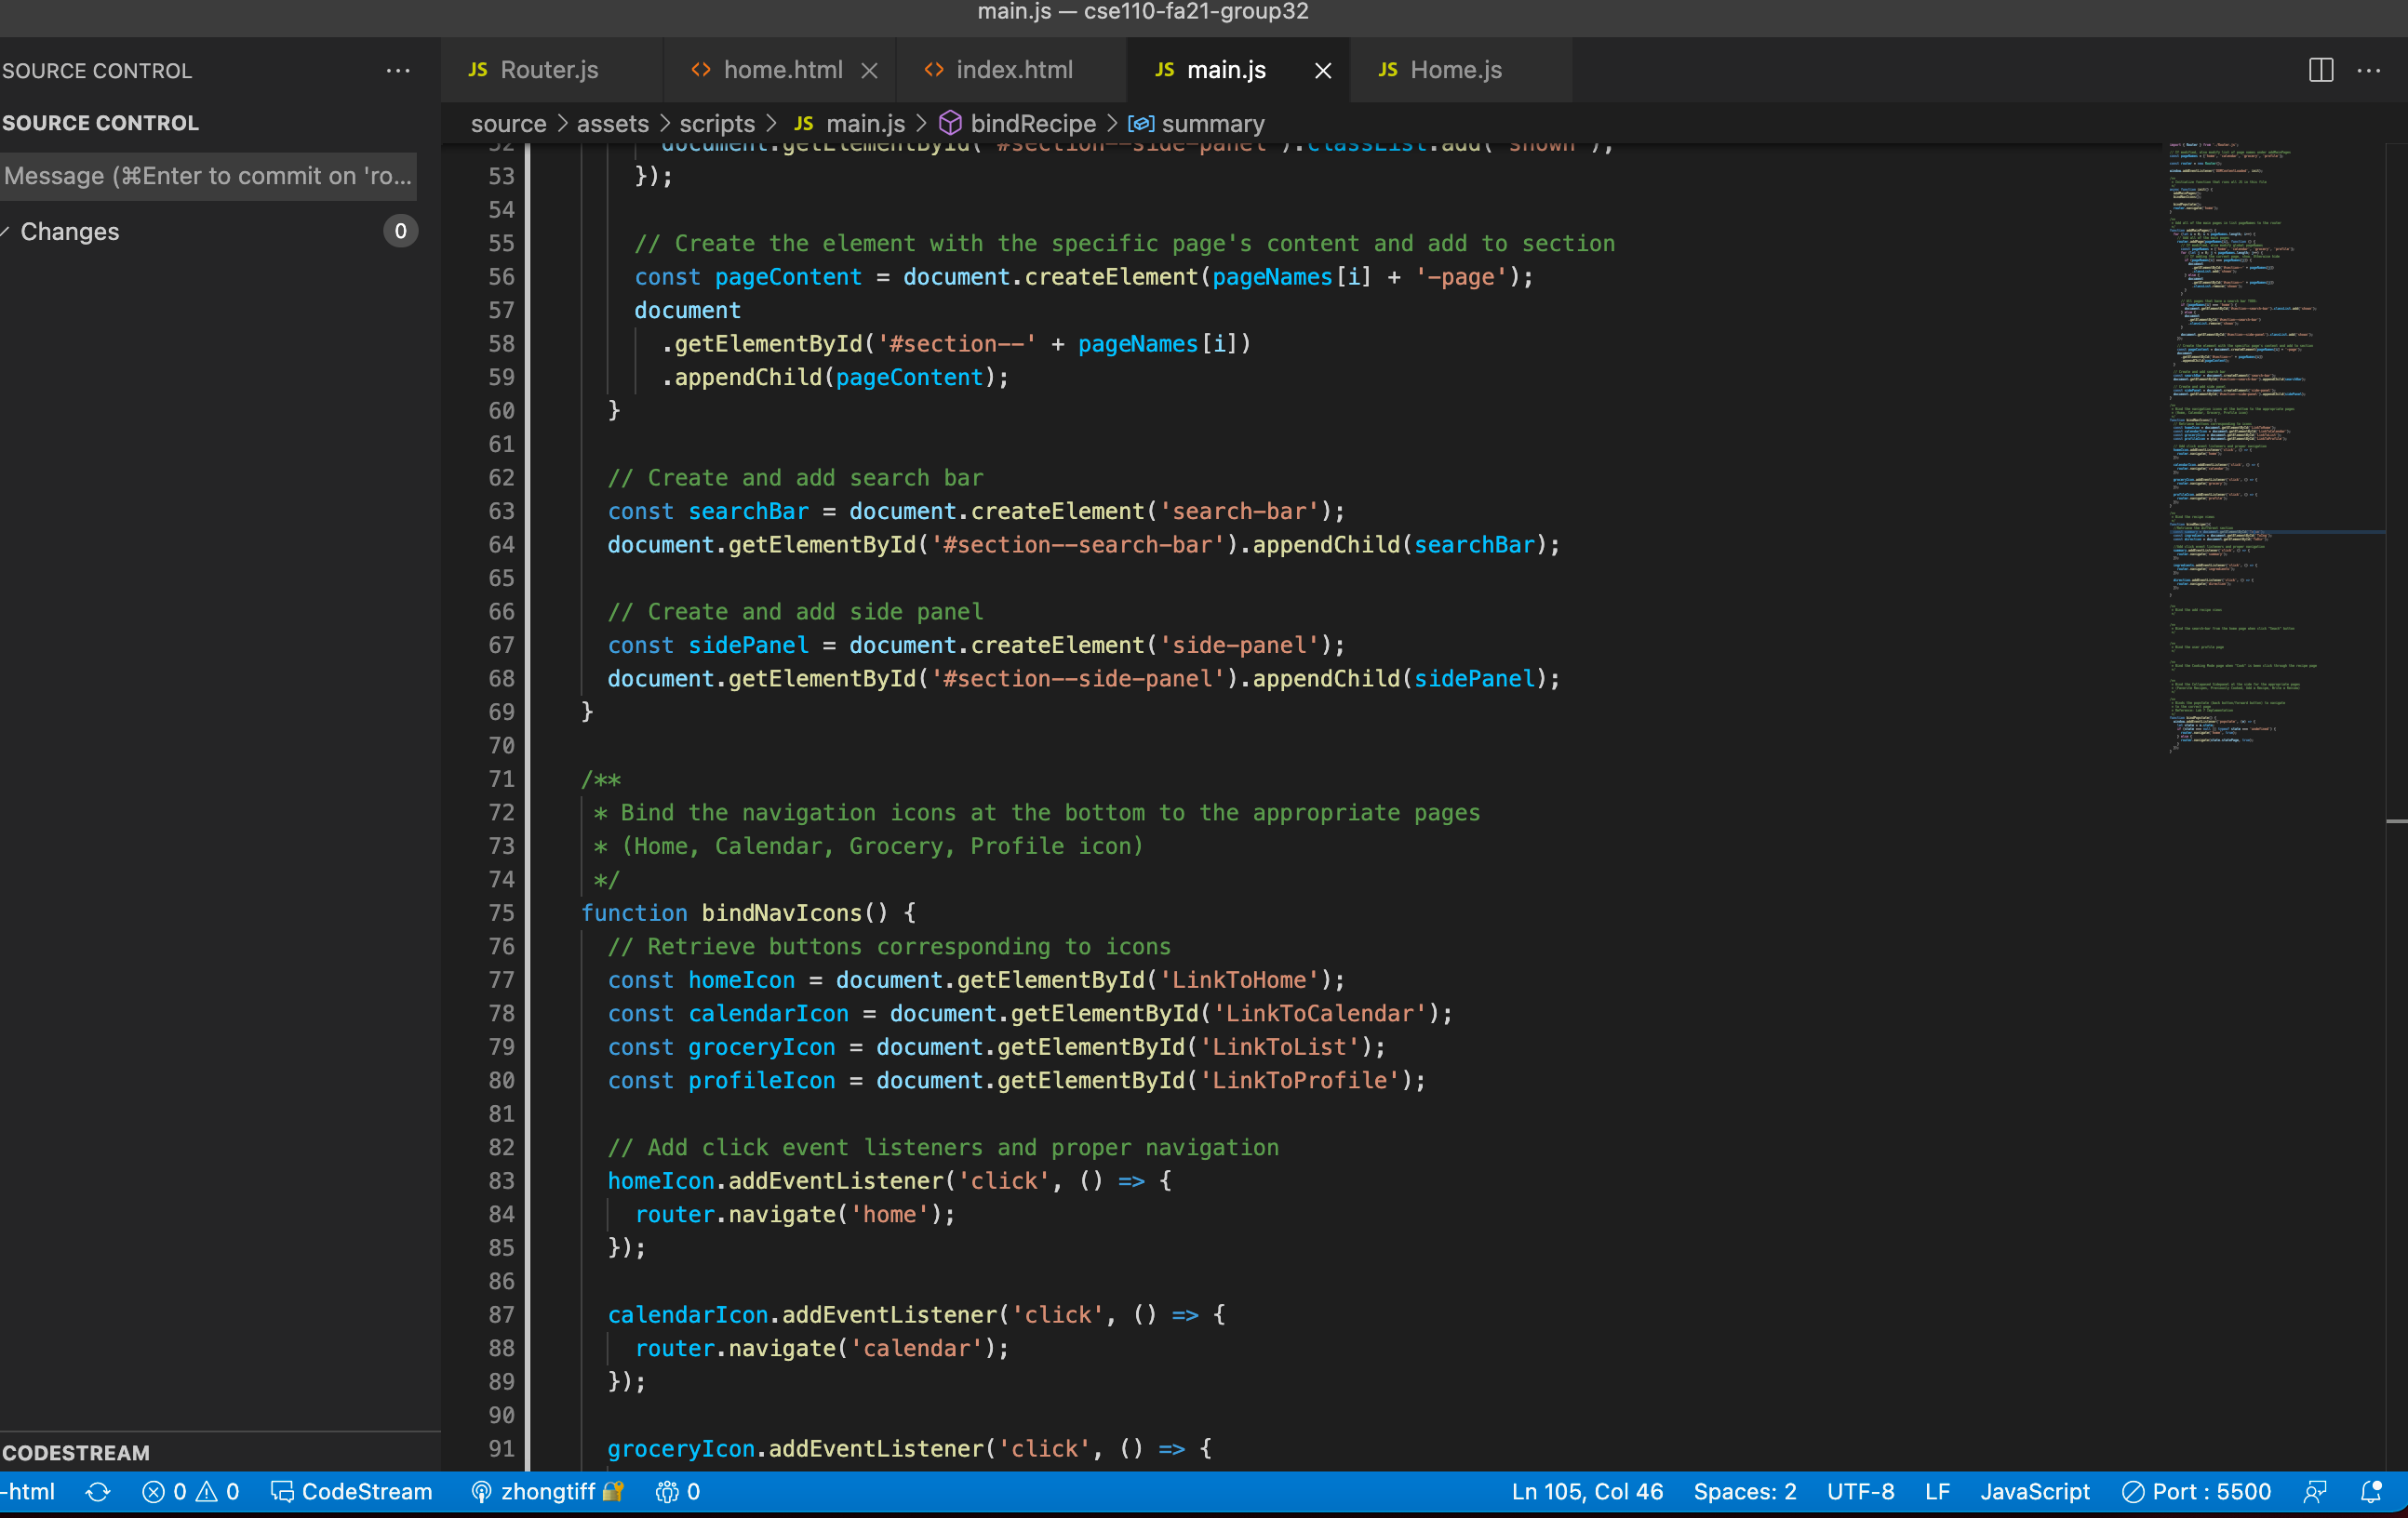 main.js — cse110-fa21-group32
SOURCE CONTROL
SOURCE CONTROL
Message (⌘Enter to commit on 'ro...
Changes 0
CODESTREAM
JS Router.js
<> home.html
<> index.html
JS main.js
JS Home.js
source > assets > scripts > JS main.js > bindRecipe > summary
52 document.getElementById('#section--side-panel').classList.add('shown');
53 });
54
55 // Create the element with the specific page's content and add to section
56 const pageContent = document.createElement(pageNames[i] + '-page');
57 document
58 .getElementById('#section--' + pageNames[i])
59 .appendChild(pageContent);
60 }
61
62 // Create and add search bar
63 const searchBar = document.createElement('search-bar');
64 document.getElementById('#section--search-bar').appendChild(searchBar);
65
66 // Create and add side panel
67 const sidePanel = document.createElement('side-panel');
68 document.getElementById('#section--side-panel').appendChild(sidePanel);
69 }
70
71 /**
72 * Bind the navigation icons at the bottom to the appropriate pages
73 * (Home, Calendar, Grocery, Profile icon)
74 */
75 function bindNavIcons() {
76 // Retrieve buttons corresponding to icons
77 const homeIcon = document.getElementById('LinkToHome');
78 const calendarIcon = document.getElementById('LinkToCalendar');
79 const groceryIcon = document.getElementById('LinkToList');
80 const profileIcon = document.getElementById('LinkToProfile');
81
82 // Add click event listeners and proper navigation
83 homeIcon.addEventListener('click', () => {
84 router.navigate('home');
85 });
86
87 calendarIcon.addEventListener('click', () => {
88 router.navigate('calendar');
89 });
90
91 groceryIcon.addEventListener('click', () => {
-html 0 0 CodeStream zhongtiff 0 Ln 105, Col 46 Spaces: 2 UTF-8 LF JavaScript Port : 5500